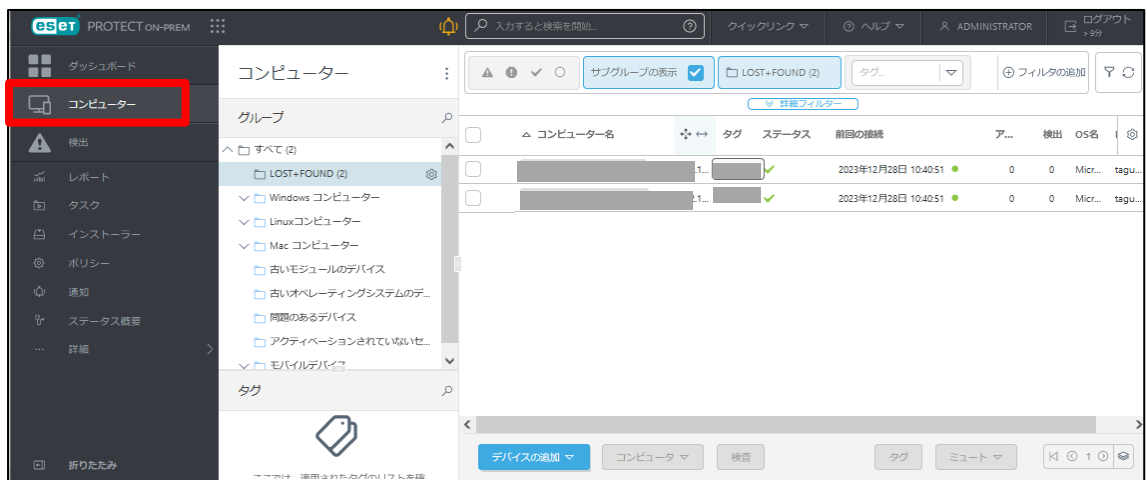 eset PROTECT ON-PREM
入力すると検索を開始...
クイックリンク
ヘルプ
ADMINISTRATOR
ログアウト
> 9分
ダッシュボード
コンピューター
検出
レポート
タスク
インストーラー
ポリシー
通知
ステータス概要
詳細
折りたたみ
コンピューター
グループ
すべて (2)
LOST+FOUND (2)
Windows コンピューター
Linuxコンピューター
Mac コンピューター
古いモジュールのデバイス
古いオペレーティングシステムのデ...
問題のあるデバイス
アクティベーションされていないセ...
モバイルデバイス
タグ
サブグループの表示
LOST+FOUND (2)
タグ...
フィルタの追加
詳細フィルター
コンピューター名 タグ ステータス 前回の接続 ア... 検出 OS名
.1... 2023年12月28日 10:40:51 0 0 Micr... tagu...
.1... 2023年12月28日 10:40:51 0 0 Micr... tagu...
デバイスの追加
コンピュータ
検査
タグ
ミュート
1